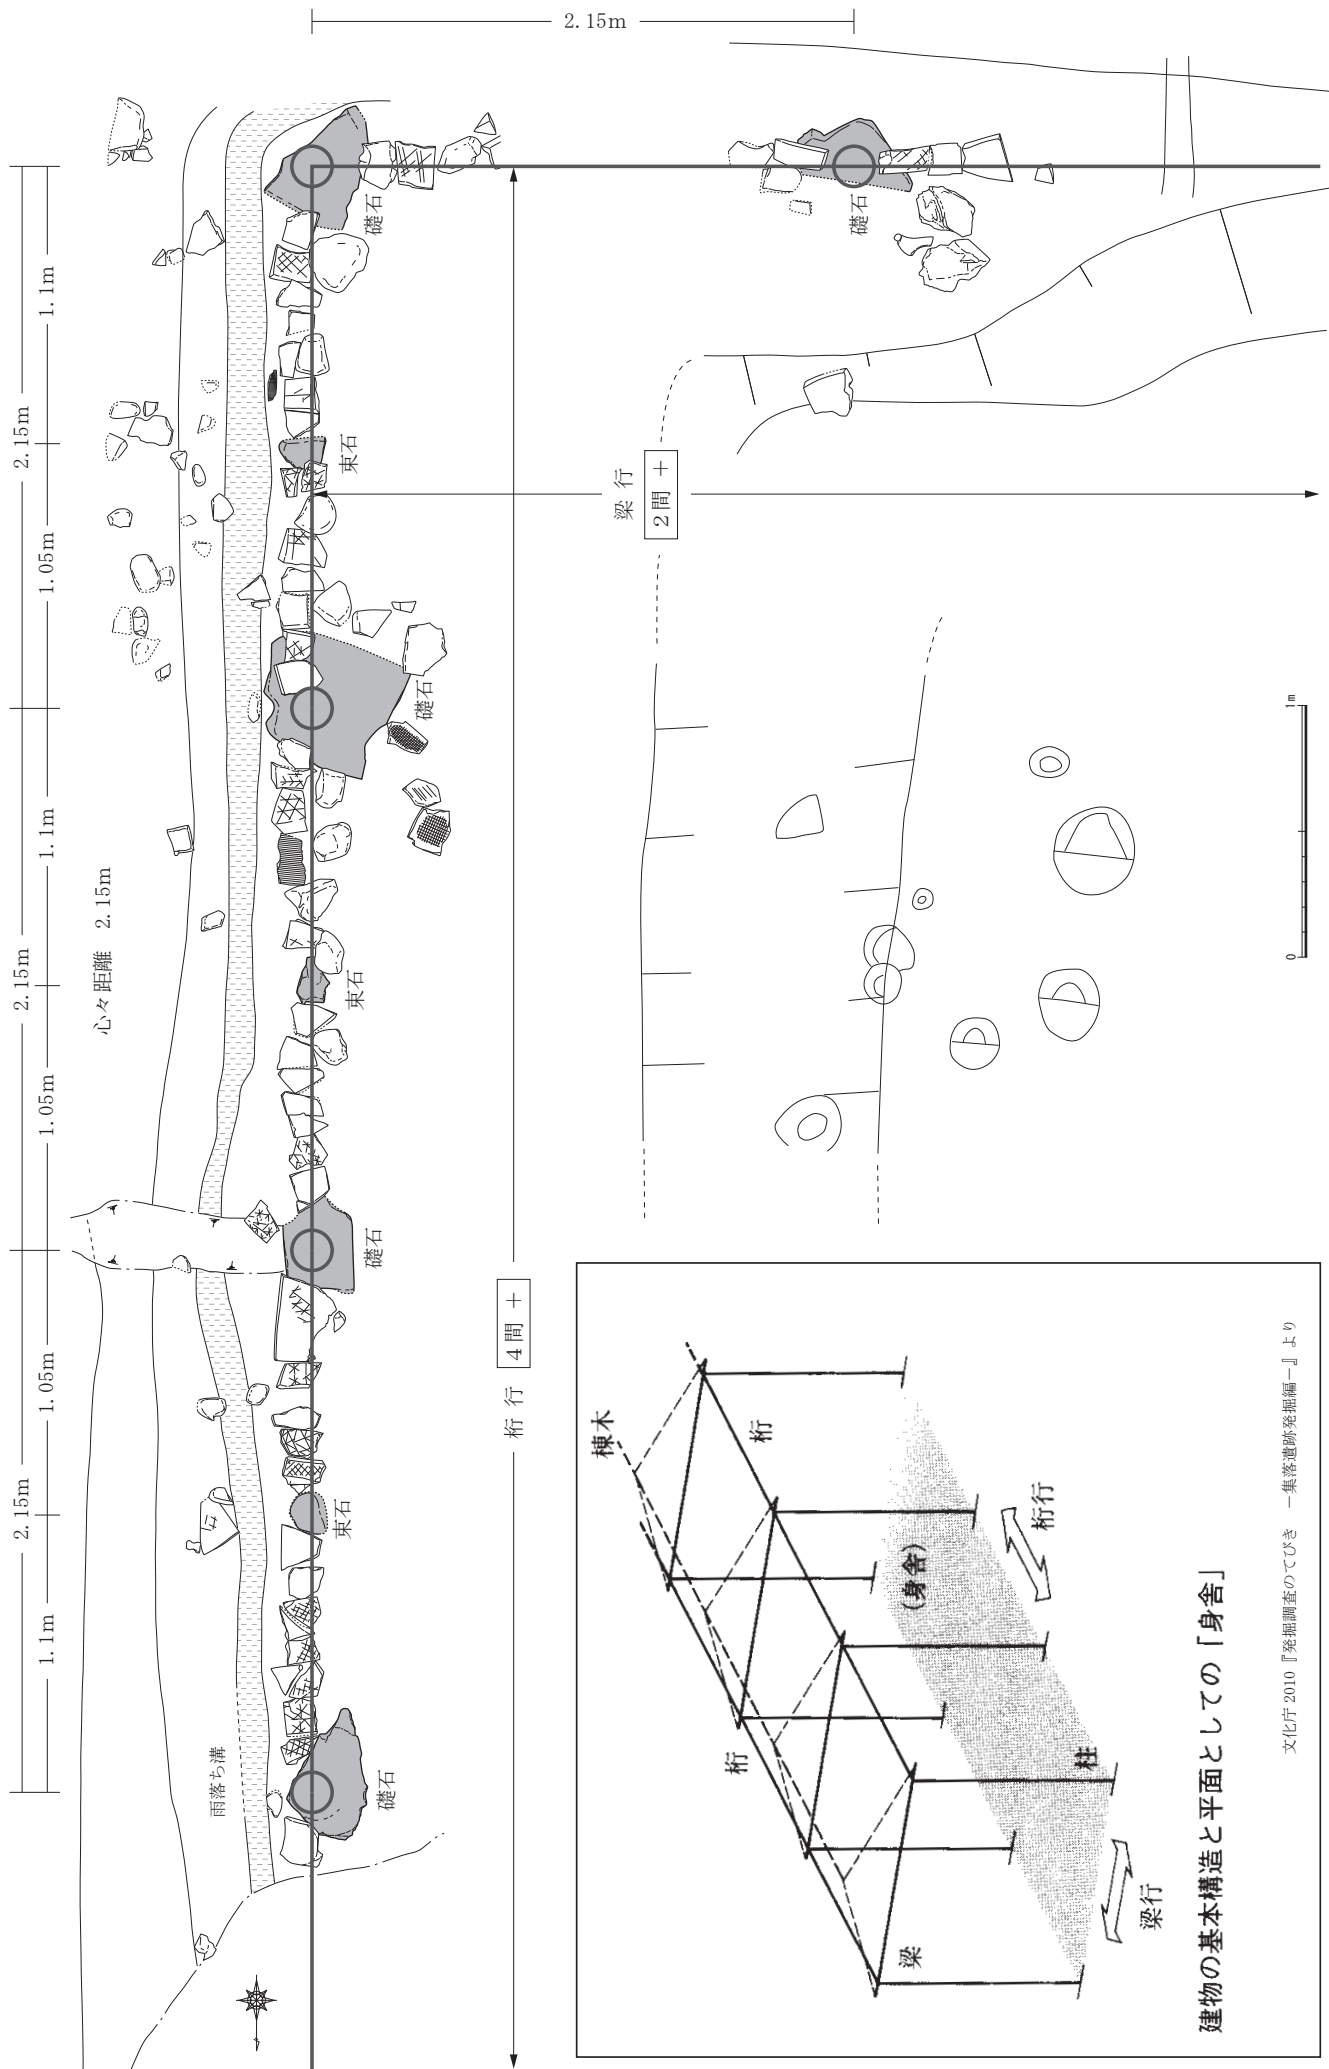 2.15m
2.15m
2.15m
2.15m
1.1m
1.05m
1.05m
1.1m
1.05m
1.1m
心々距離 2.15m
雨落ち溝
礎石
束石
礎石
束石
礎石
束石
礎石
礎石
桁行 4間 +
梁行
2間 +
0
1m
棟木
桁
桁
梁
(身舎)
柱
桁行
梁行
建物の基本構造と平面としての「身舎」
文化庁 2010『発掘調査のてびき －集落遺跡発掘編－』より